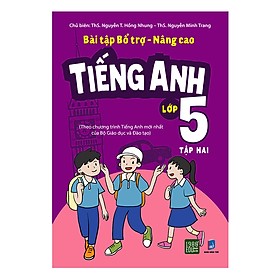 Chủ biên: ThS. Nguyễn T. Hồng Nhung - ThS. Nguyễn Minh Trang
Bài tập Bổ trợ - Nâng cao
TIẾNG ANH
LỚP 5
(Theo chương trình Tiếng Anh mới nhất
của Bộ Giáo dục và Đào tạo)
TẬP HAI
1980